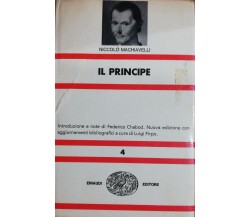 NICCOLÒ MACHIAVELLI
IL PRINCIPE
Introduzione e note di Federico Chabod. Nuova edizione con
aggiornamenti bibliografici a cura di Luigi Firpo.
4
EINAUDI
EDITORE